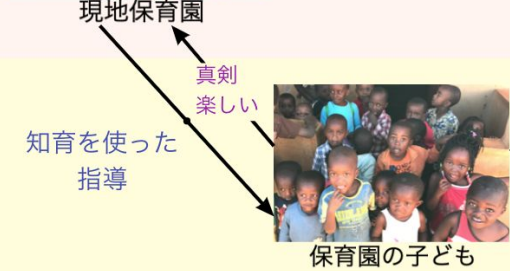 現地保育園
真剣
楽しい
知育を使った
指導
保育園の子ども